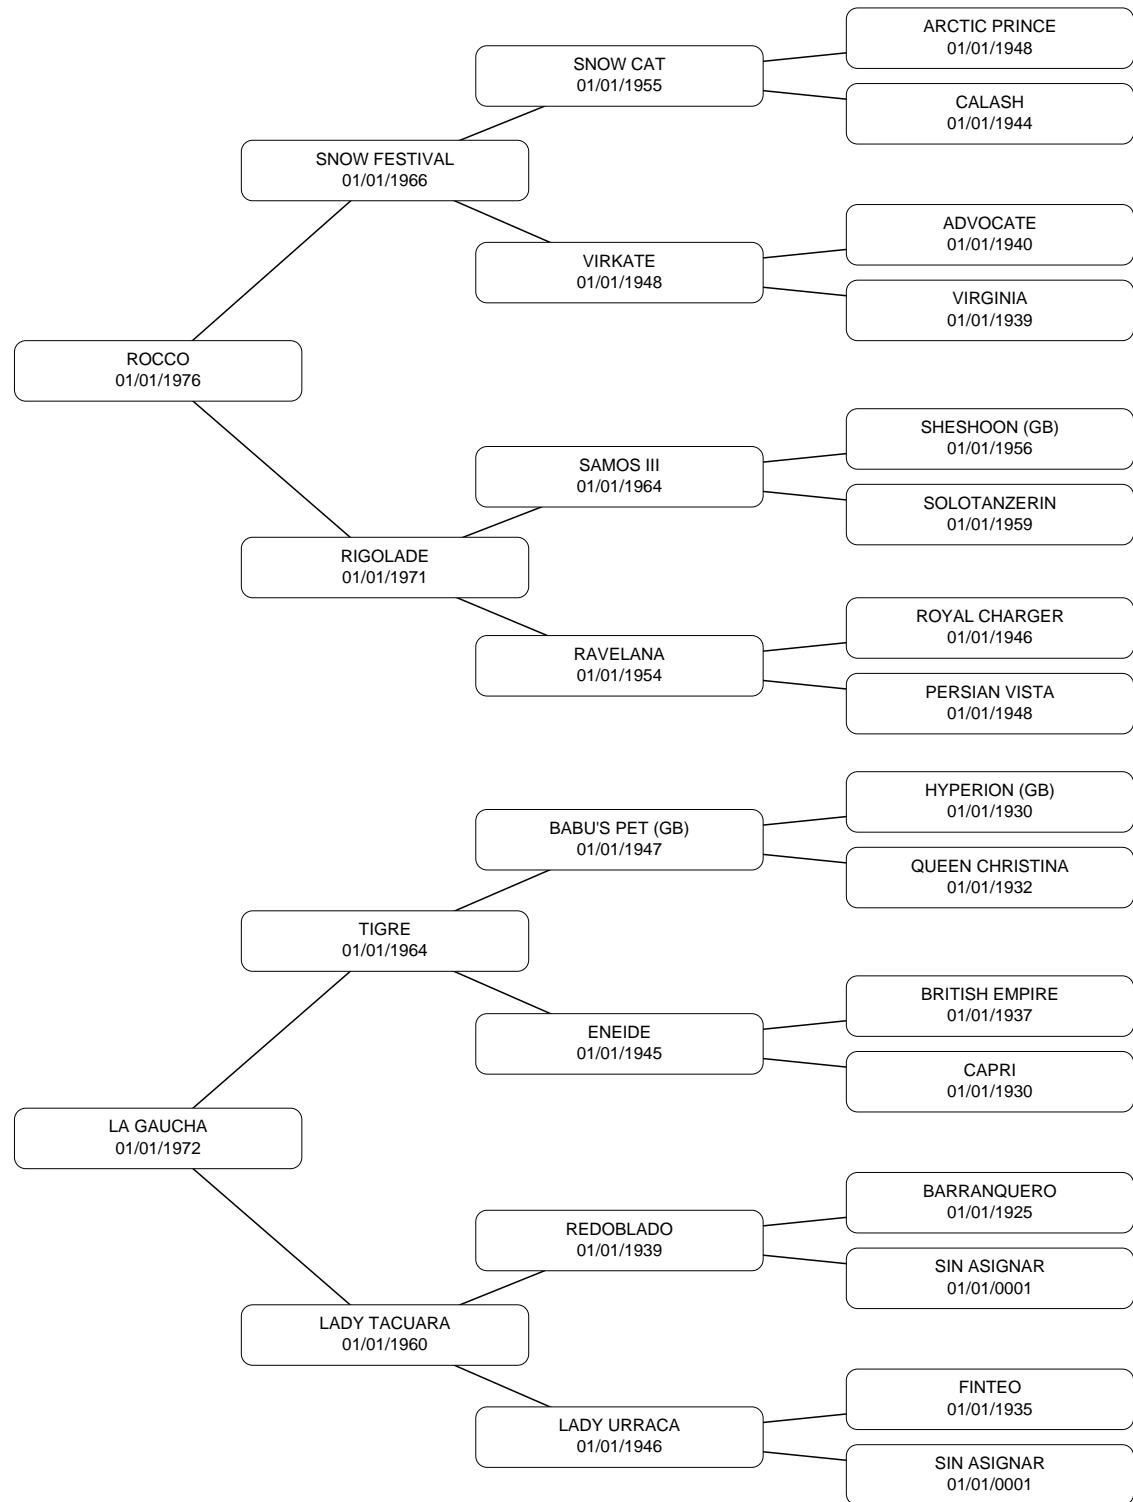 ARCTIC PRINCE
01/01/1948
SNOW CAT
01/01/1955
CALASH
01/01/1944
SNOW FESTIVAL
01/01/1966
ADVOCATE
01/01/1940
VIRKATE
01/01/1948
VIRGINIA
01/01/1939
ROCCO
01/01/1976
SHESHOON (GB)
01/01/1956
SAMOS III
01/01/1964
SOLOTANZERIN
01/01/1959
RIGOLADE
01/01/1971
ROYAL CHARGER
01/01/1946
RAVELANA
01/01/1954
PERSIAN VISTA
01/01/1948
HYPERION (GB)
01/01/1930
BABU'S PET (GB)
01/01/1947
QUEEN CHRISTINA
01/01/1932
TIGRE
01/01/1964
BRITISH EMPIRE
01/01/1937
ENEIDE
01/01/1945
CAPRI
01/01/1930
LA GAUCHA
01/01/1972
BARRANQUERO
01/01/1925
REDOBLADO
01/01/1939
SIN ASIGNAR
01/01/0001
LADY TACUARA
01/01/1960
FINTEO
01/01/1935
LADY URRACA
01/01/1946
SIN ASIGNAR
01/01/0001